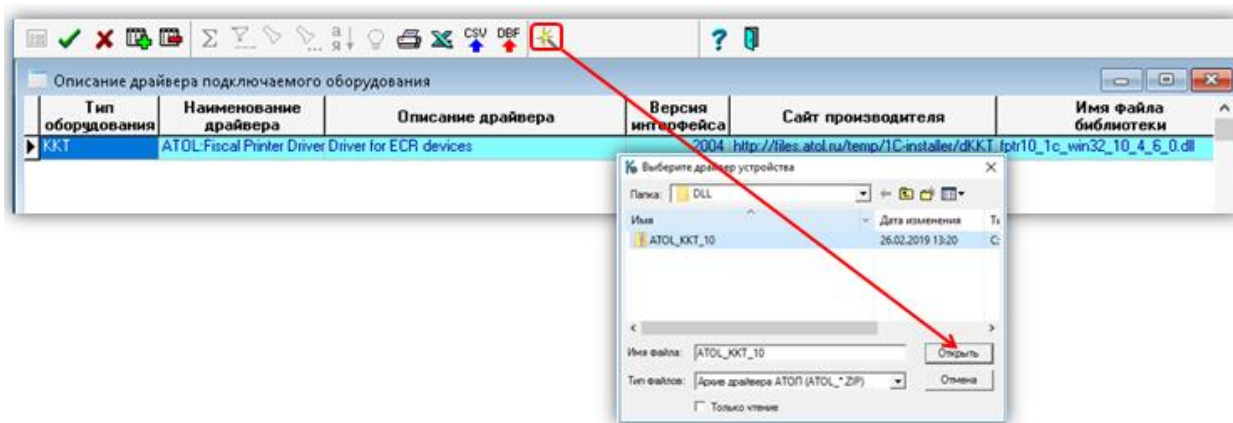 Σ а я CSV DBF ?
Описание драйвера подключаемого оборудования
Тип оборудования Наименование драйвера Описание драйвера Версия интерфейса Сайт производителя Имя файла библиотеки
ККТ ATOL:Fiscal Printer Driver Driver for ECR devices 2004 http://files.atol.ru/temp/1C-installer/dKKT fptr10_1c_win32_10_4_6_0.dll
Выберите драйвер устройства
Папка: DLL
Имя Дата изменения Ти
ATOL_KKT_10 26.02.2019 13:20 C:
Имя файла: ATOL_KKT_10 Открыть
Тип файлов: Архив драйвера АТОЛ (ATOL_*.ZIP) Отмена
Только чтение